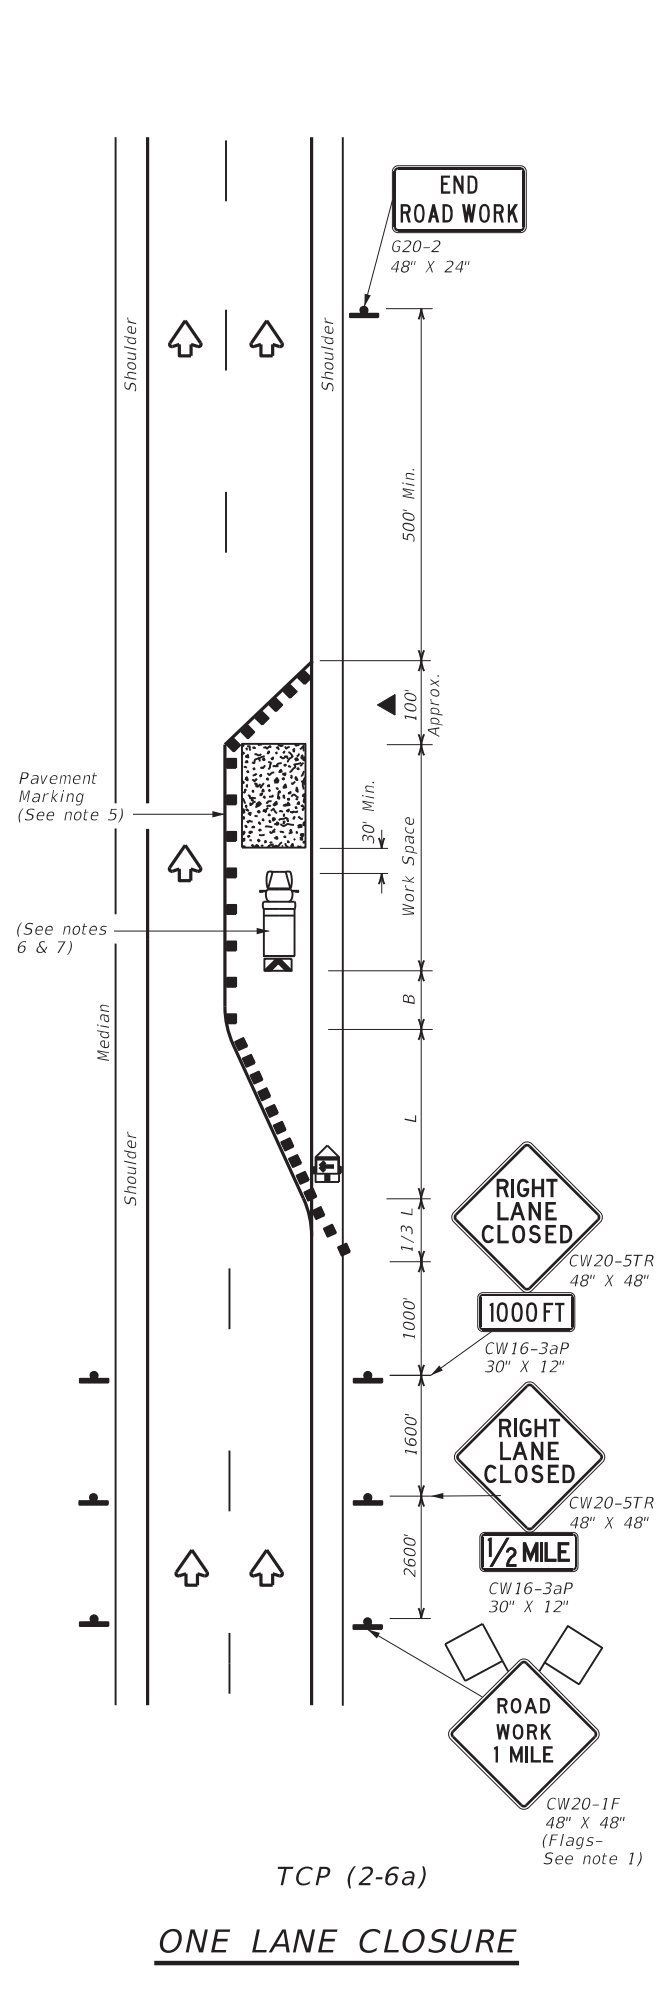 END
ROAD WORK
G20-2
48" X 24"
Shoulder
Shoulder
500' Min.
100'
Approx.
Pavement
Marking
(See note 5)
30' Min.
Work Space
(See notes
6 & 7)
B
Median
L
Shoulder
RIGHT
LANE
CLOSED
1/3 L
CW20-5TR
48" X 48"
1000'
1000 FT
CW16-3aP
30" X 12"
1600'
RIGHT
LANE
CLOSED
CW20-5TR
48" X 48"
2600'
1/2 MILE
CW16-3aP
30" X 12"
ROAD
WORK
1 MILE
CW20-1F
48" X 48"
(Flags-
See note 1)
TCP (2-6a)
ONE LANE CLOSURE